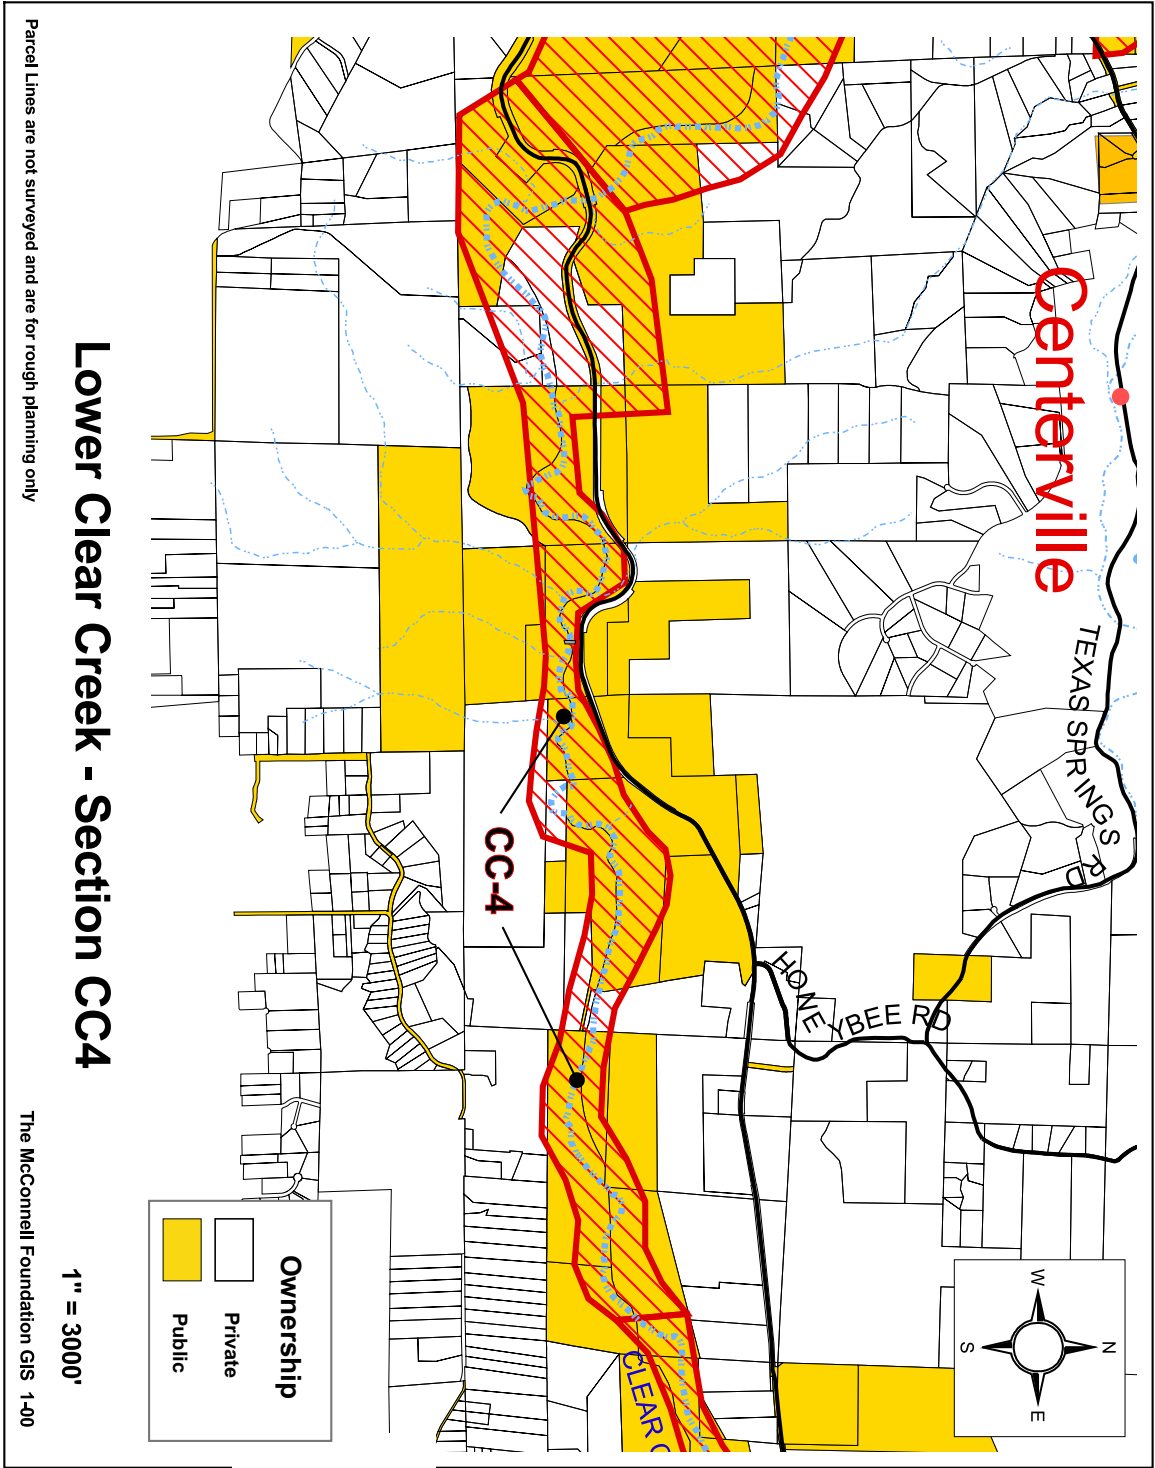 Centerville
TEXAS SPRINGS RD
HONEYBEE RD
CC-4
CLEAR C
N
W
E
S
Ownership
Private
Public
Lower Clear Creek - Section CC4
1" = 3000'
Parcel Lines are not surveyed and are for rough planning only
The McConnell Foundation GIS 1-00